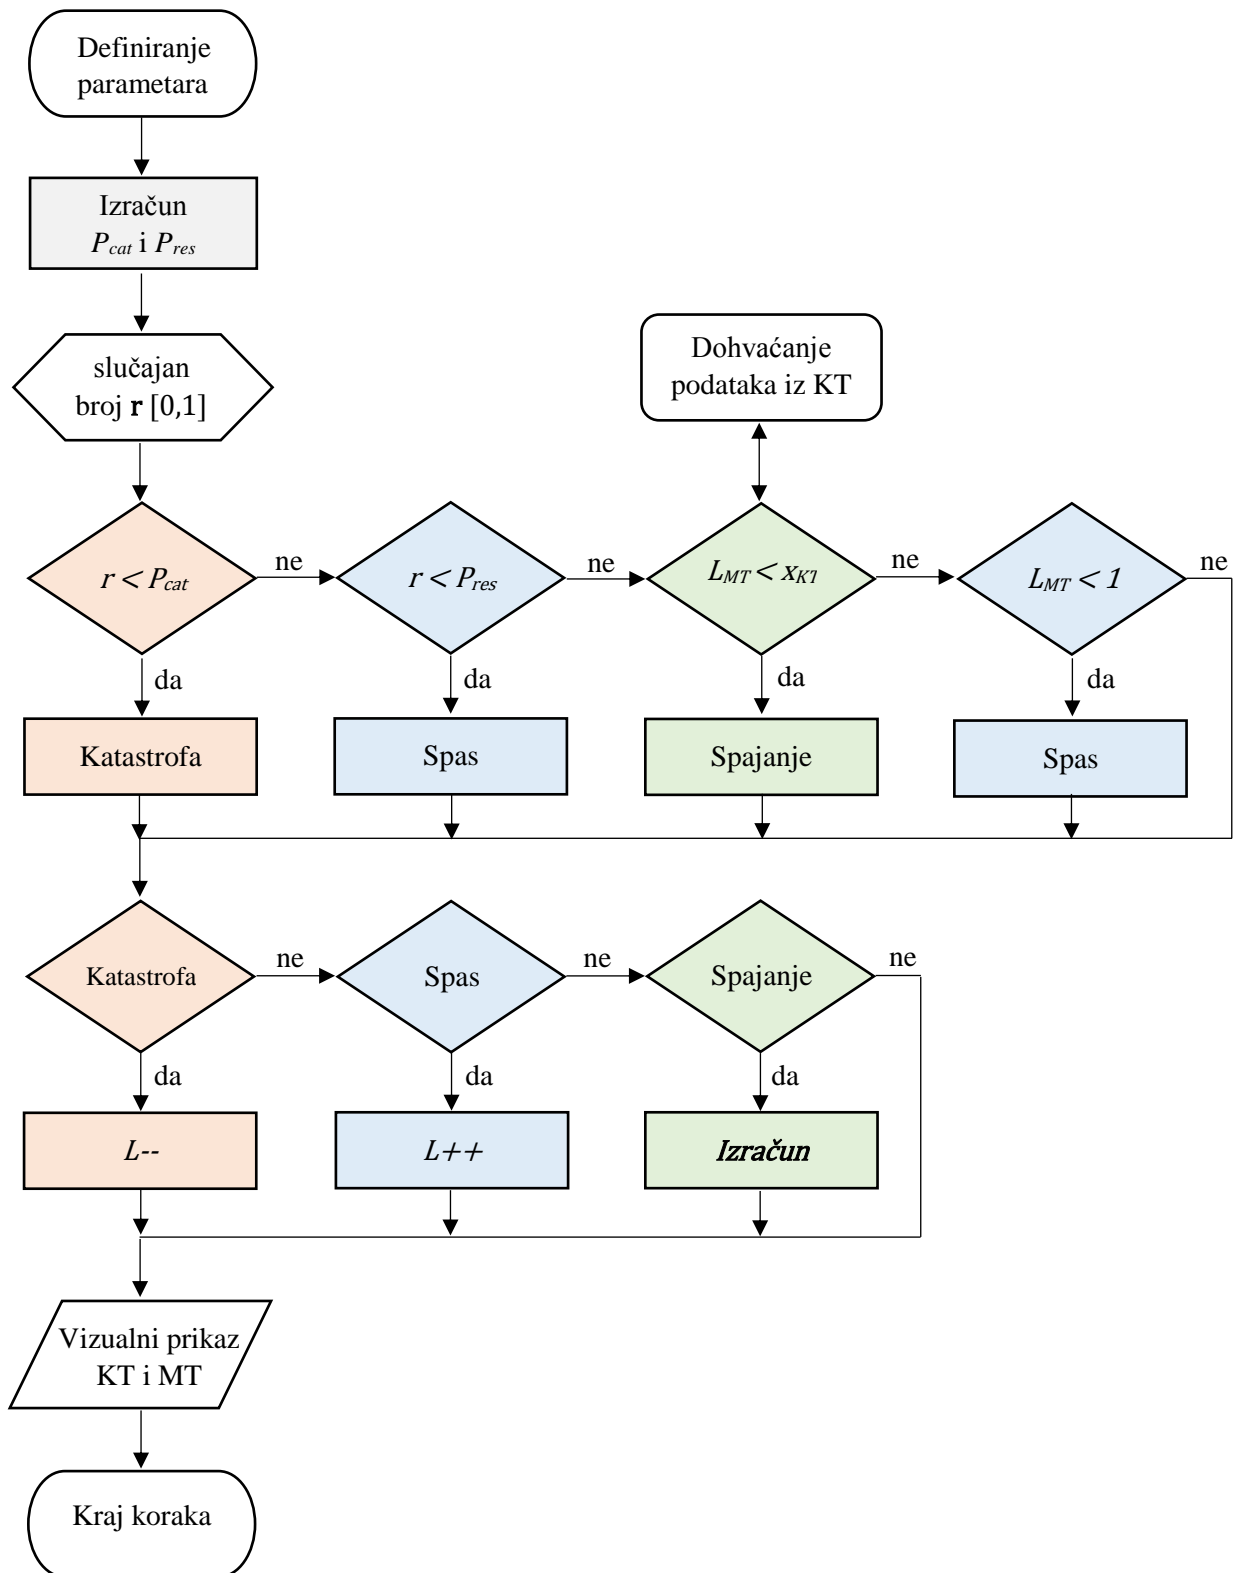 Definiranje
parametara
Izračun
Pcat i Pres
slučajan
broj r [0,1]
Dohvaćanje
podataka iz KT
r < Pcat
ne
r < Pres
ne
LMT < xKT
ne
LMT < 1
ne
da
da
da
da
Katastrofa
Spas
Spajanje
Spas
Katastrofa
ne
Spas
ne
Spajanje
ne
da
da
da
L--
L++
Izračun
Vizualni prikaz
KT i MT
Kraj koraka